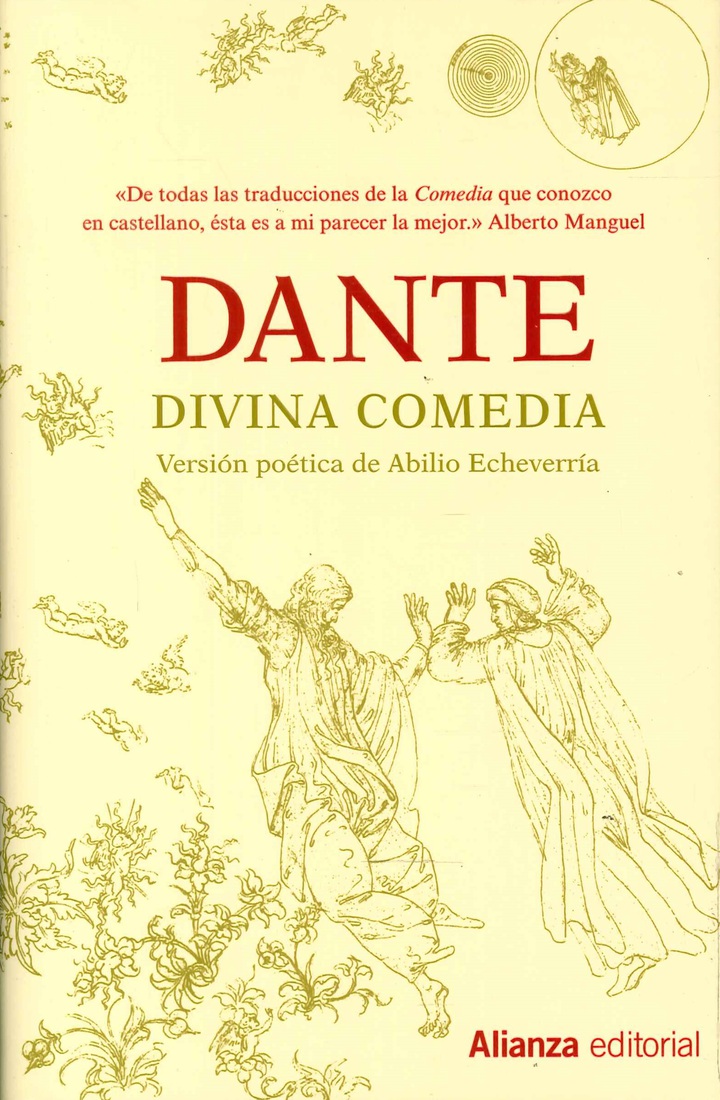 «De todas las traducciones de la Comedia que conozco
en castellano, ésta es a mi parecer la mejor.» Alberto Manguel
DANTE
DIVINA COMEDIA
Versión poética de Abilio Echeverría
Alianza editorial